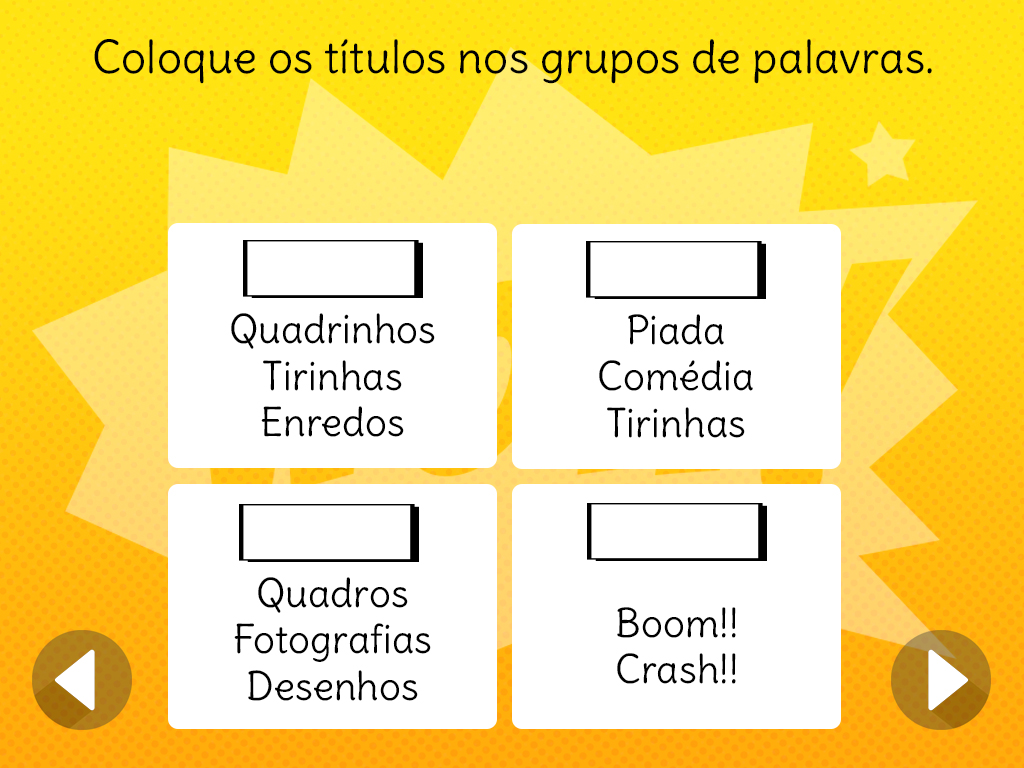 Coloque os títulos nos grupos de palavras.
Quadrinhos
Tirinhas
Enredos
Piada
Comédia
Tirinhas
Quadros
Fotografias
Desenhos
Boom!!
Crash!!